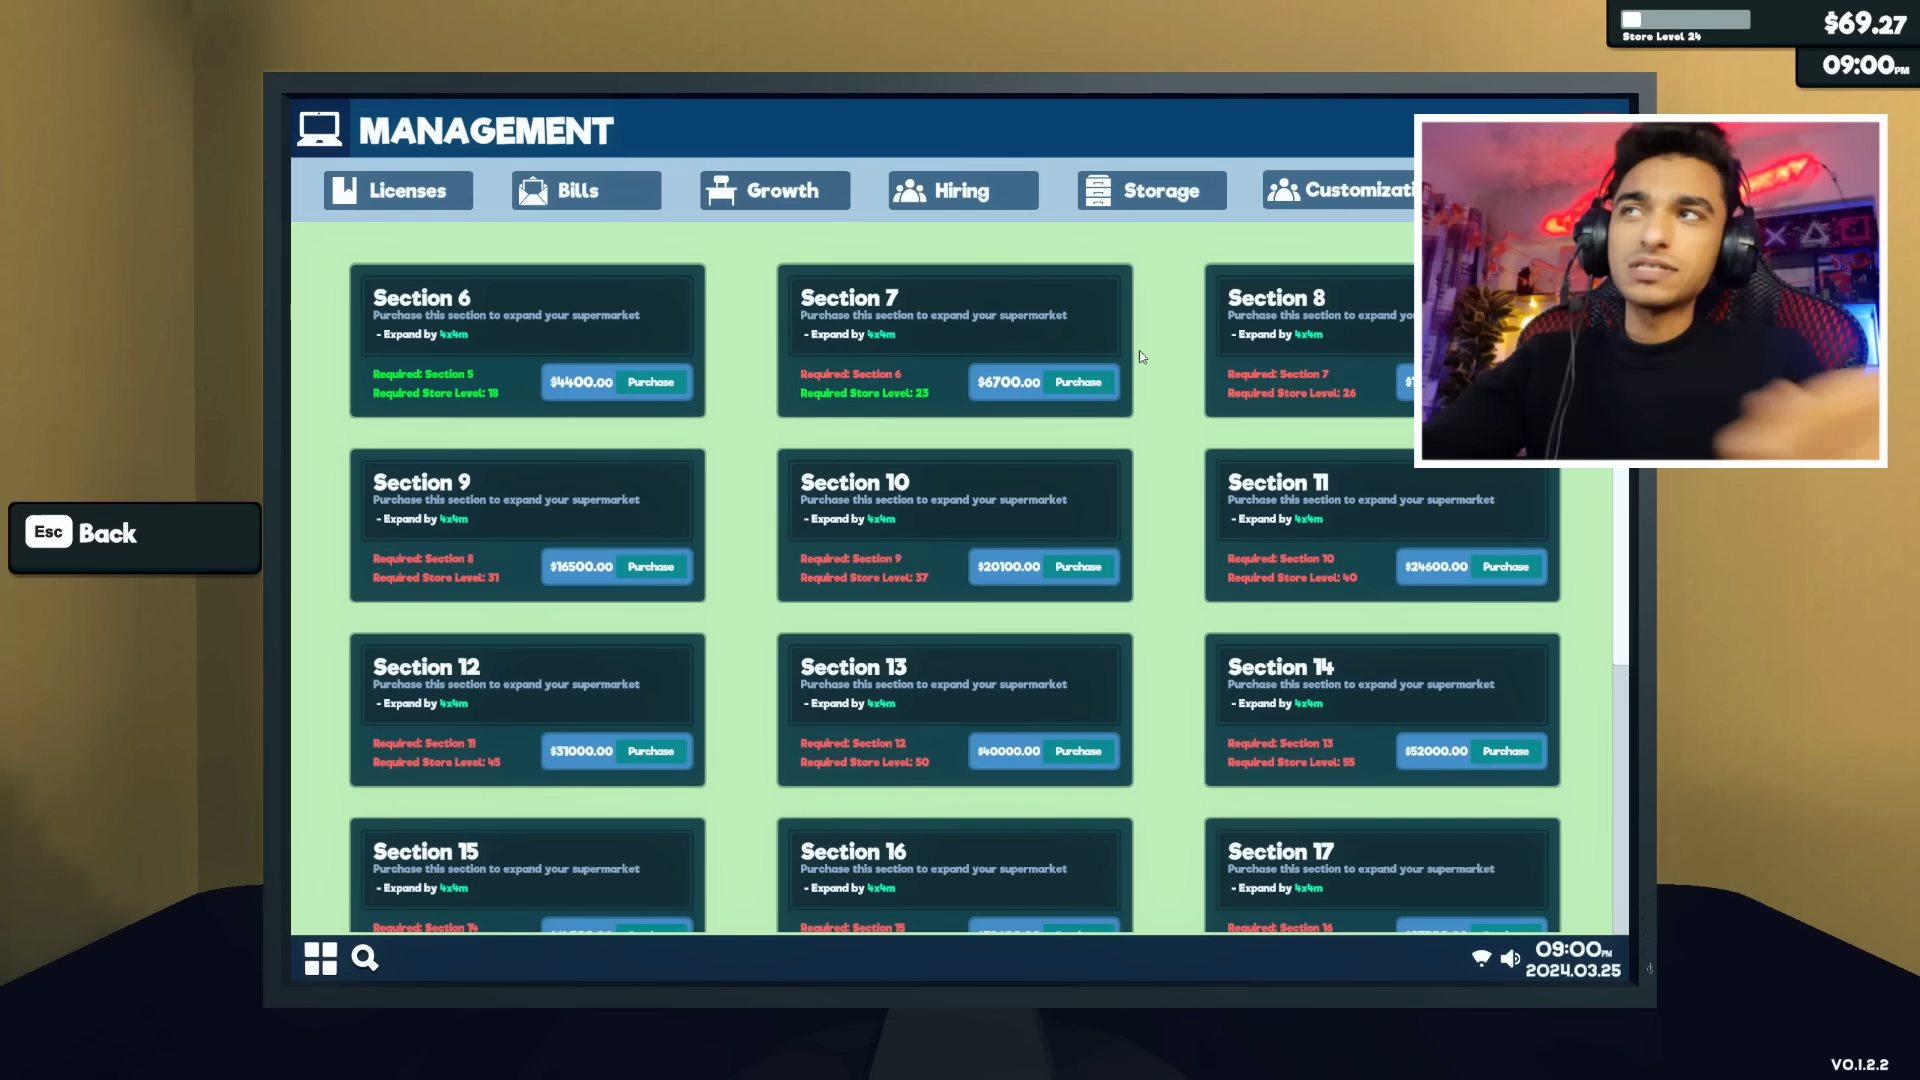 $69.27
Store Level 24
09:00PM
MANAGEMENT
Licenses
Bills
Growth
Hiring
Storage
Customizati
Section 6
Purchase this section to expand your supermarket
- Expand by 4x4m
Required: Section 5
Required Store Level: 18
$4400.00 Purchase
Section 7
Purchase this section to expand your supermarket
- Expand by 4x4m
Required: Section 6
Required Store Level: 23
$6700.00 Purchase
Section 8
Purchase this section to expand you
- Expand by 4x4m
Required: Section 7
Required Store Level: 26
Section 9
Purchase this section to expand your supermarket
- Expand by 4x4m
Required: Section 8
Required Store Level: 31
$16500.00 Purchase
Section 10
Purchase this section to expand your supermarket
- Expand by 4x4m
Required: Section 9
Required Store Level: 37
$20100.00 Purchase
Section 11
Purchase this section to expand your supermarket
- Expand by 4x4m
Required: Section 10
Required Store Level: 40
$24600.00 Purchase
Esc Back
Section 12
Purchase this section to expand your supermarket
- Expand by 4x4m
Required: Section 11
Required Store Level: 45
$31000.00 Purchase
Section 13
Purchase this section to expand your supermarket
- Expand by 4x4m
Required: Section 12
Required Store Level: 50
$40000.00 Purchase
Section 14
Purchase this section to expand your supermarket
- Expand by 4x4m
Required: Section 13
Required Store Level: 55
$52000.00 Purchase
Section 15
Purchase this section to expand your supermarket
- Expand by 4x4m
Required: Section 14
Section 16
Purchase this section to expand your supermarket
- Expand by 4x4m
Required: Section 15
Section 17
Purchase this section to expand your supermarket
- Expand by 4x4m
Required: Section 16
09:00PM
2024.03.25
V0.1.2.2